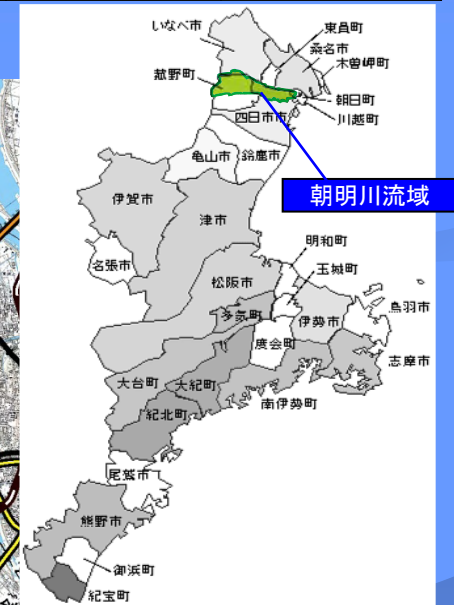 いなべ市
東員町
桑名市
木曽岬町
菰野町
朝日町
川越町
四日市市
亀山市
鈴鹿市
朝明川流域
伊賀市
津市
明和町
名張市
玉城町
松阪市
鳥羽市
多気町
伊勢市
度会町
志摩市
大台町
大紀町
南伊勢町
紀北町
尾鷲市
熊野市
御浜町
紀宝町